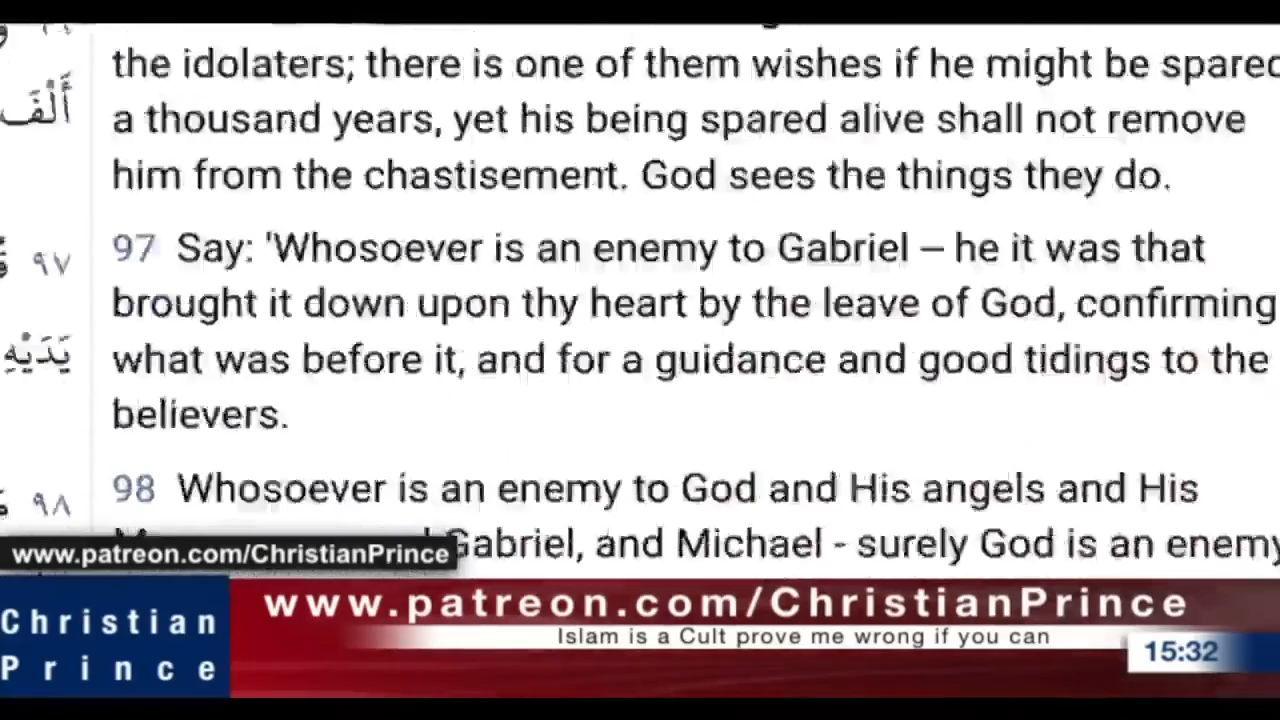 the idolaters; there is one of them wishes if he might be spared
أَلْفَ
a thousand years, yet his being spared alive shall not remove
him from the chastisement. God sees the things they do.
٩٧
97 Say: 'Whosoever is an enemy to Gabriel – he it was that
brought it down upon thy heart by the leave of God, confirming
يَدَيْهِ
what was before it, and for a guidance and good tidings to the
believers.
٩٨
98 Whosoever is an enemy to God and His angels and His
Gabriel, and Michael - surely God is an enemy
www.patreon.com/ChristianPrince
www.patreon.com/ChristianPrince
Islam is a Cult prove me wrong if you can
Christian
Prince
15:32